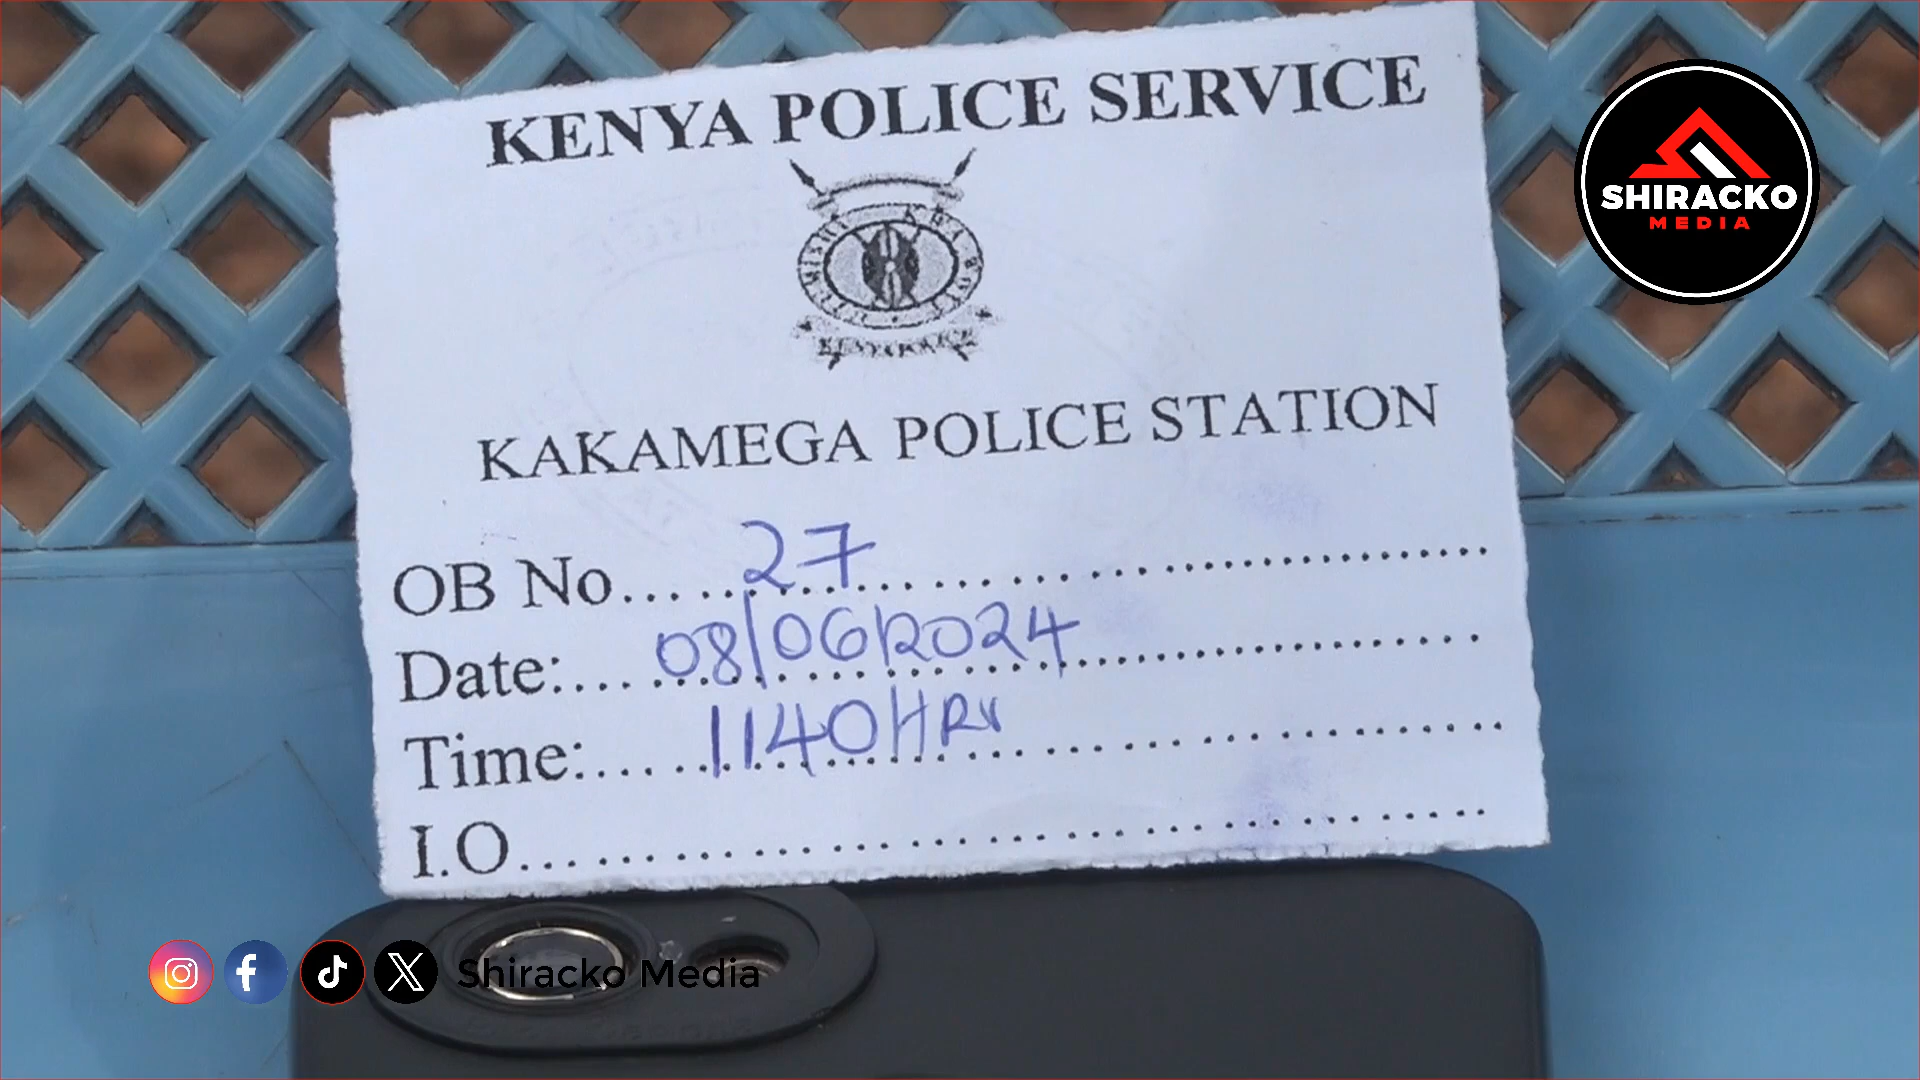 KENYA POLICE SERVICE
KAKAMEGA POLICE STATION
OB No.....27..............................
Date:....08/06/2024..............................
Time:....1140HRs..............................
I.O..............................
SHIRACKO
MEDIA
Shiracko Media